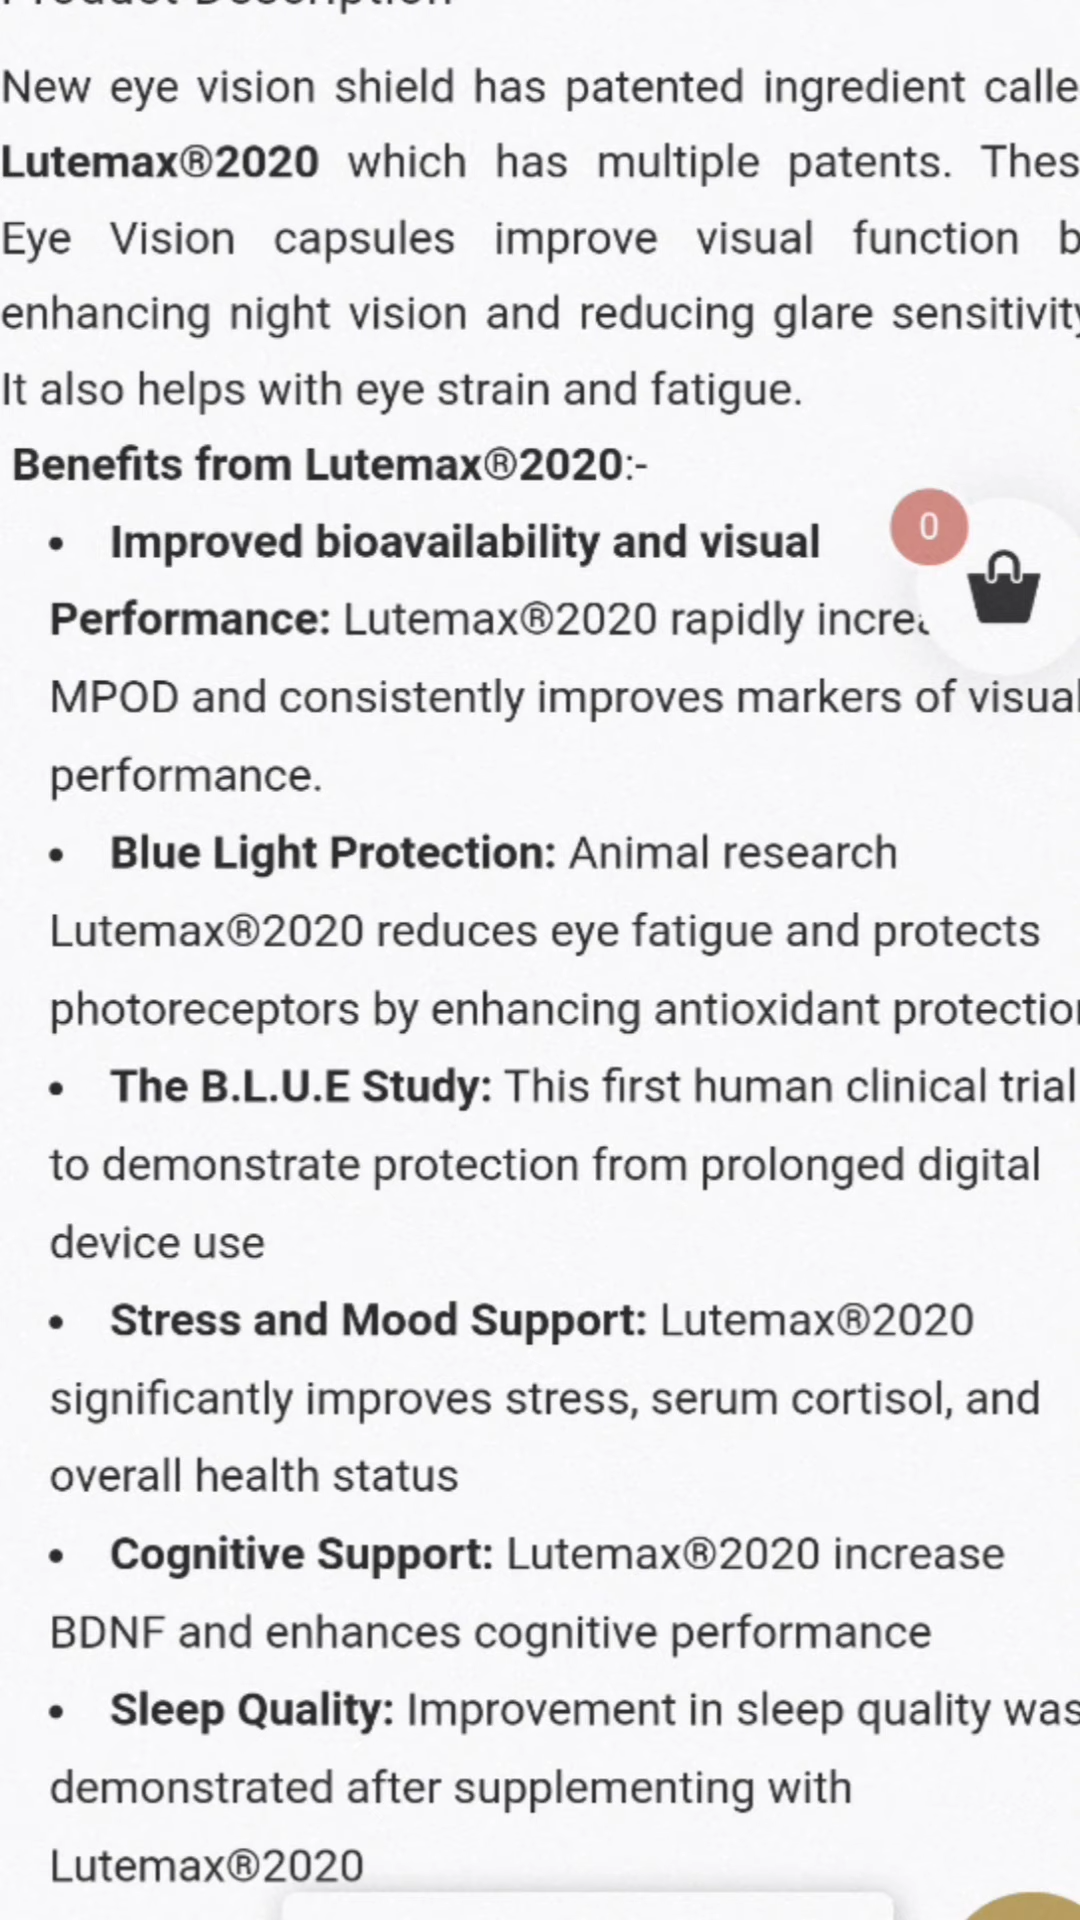 New eye vision shield has patented ingredient calle
Lutemax®2020 which has multiple patents. Thes
Eye Vision capsules improve visual function b
enhancing night vision and reducing glare sensitivity
It also helps with eye strain and fatigue.
Benefits from Lutemax®2020:-
• Improved bioavailability and visual
0
Performance: Lutemax®2020 rapidly increa
MPOD and consistently improves markers of visual
performance.
• Blue Light Protection: Animal research
Lutemax®2020 reduces eye fatigue and protects
photoreceptors by enhancing antioxidant protection
• The B.L.U.E Study: This first human clinical trial
to demonstrate protection from prolonged digital
device use
• Stress and Mood Support: Lutemax®2020
significantly improves stress, serum cortisol, and
overall health status
• Cognitive Support: Lutemax®2020 increase
BDNF and enhances cognitive performance
• Sleep Quality: Improvement in sleep quality was
demonstrated after supplementing with
Lutemax®2020